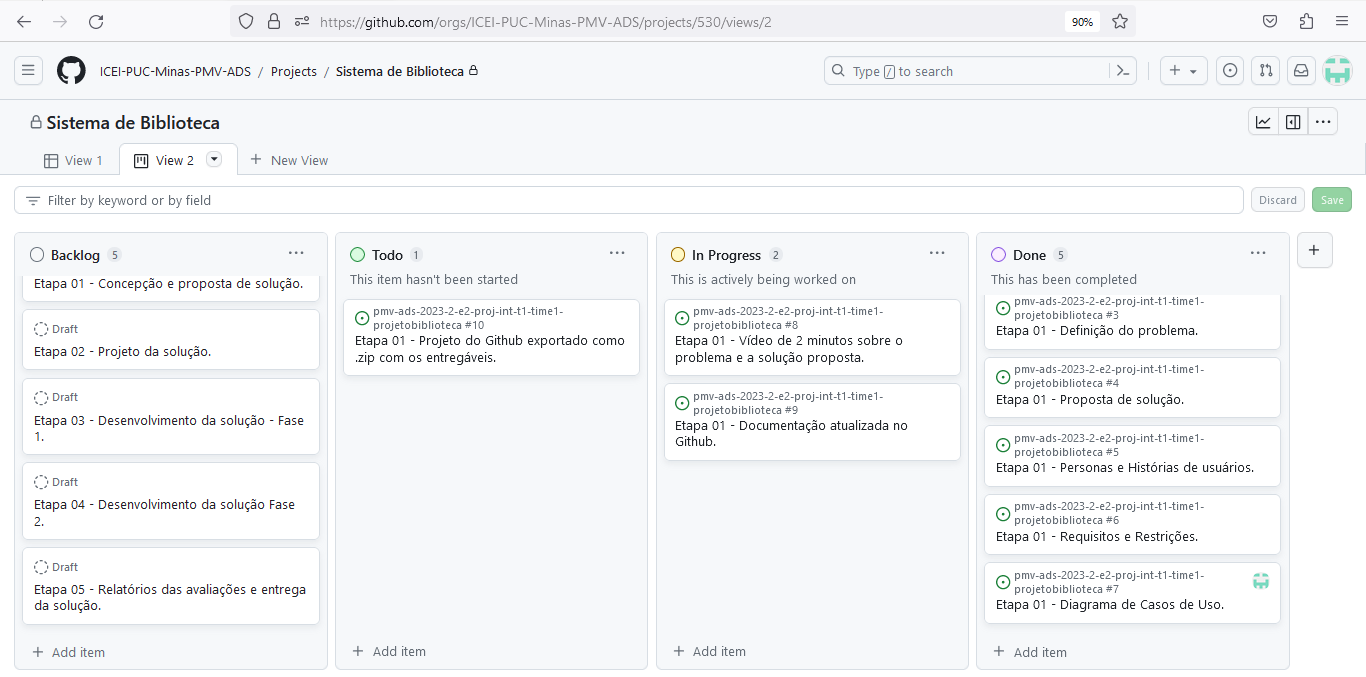 https://github.com/orgs/ICEI-PUC-Minas-PMV-ADS/projects/530/views/2
90%
ICEI-PUC-Minas-PMV-ADS / Projects / Sistema de Biblioteca
Type / to search
Sistema de Biblioteca
View 1
View 2
New View
Filter by keyword or by field
Discard
Save
Backlog 5
Etapa 01 - Concepção e proposta de solução.
Draft
Etapa 02 - Projeto da solução.
Draft
Etapa 03 - Desenvolvimento da solução - Fase
1.
Draft
Etapa 04 - Desenvolvimento da solução Fase
2.
Draft
Etapa 05 - Relatórios das avaliações e entrega
da solução.
+ Add item
Todo 1
This item hasn't been started
pmv-ads-2023-2-e2-proj-int-t1-time1-
projetobiblioteca #10
Etapa 01 - Projeto do Github exportado como
.zip com os entregáveis.
+ Add item
In Progress 2
This is actively being worked on
pmv-ads-2023-2-e2-proj-int-t1-time1-
projetobiblioteca #8
Etapa 01 - Vídeo de 2 minutos sobre o
problema e a solução proposta.
pmv-ads-2023-2-e2-proj-int-t1-time1-
projetobiblioteca #9
Etapa 01 - Documentação atualizada no
Github.
+ Add item
Done 5
This has been completed
pmv-ads-2023-2-e2-proj-int-t1-time1-
projetobiblioteca #3
Etapa 01 - Definição do problema.
pmv-ads-2023-2-e2-proj-int-t1-time1-
projetobiblioteca #4
Etapa 01 - Proposta de solução.
pmv-ads-2023-2-e2-proj-int-t1-time1-
projetobiblioteca #5
Etapa 01 - Personas e Histórias de usuários.
pmv-ads-2023-2-e2-proj-int-t1-time1-
projetobiblioteca #6
Etapa 01 - Requisitos e Restrições.
pmv-ads-2023-2-e2-proj-int-t1-time1-
projetobiblioteca #7
Etapa 01 - Diagrama de Casos de Uso.
+ Add item